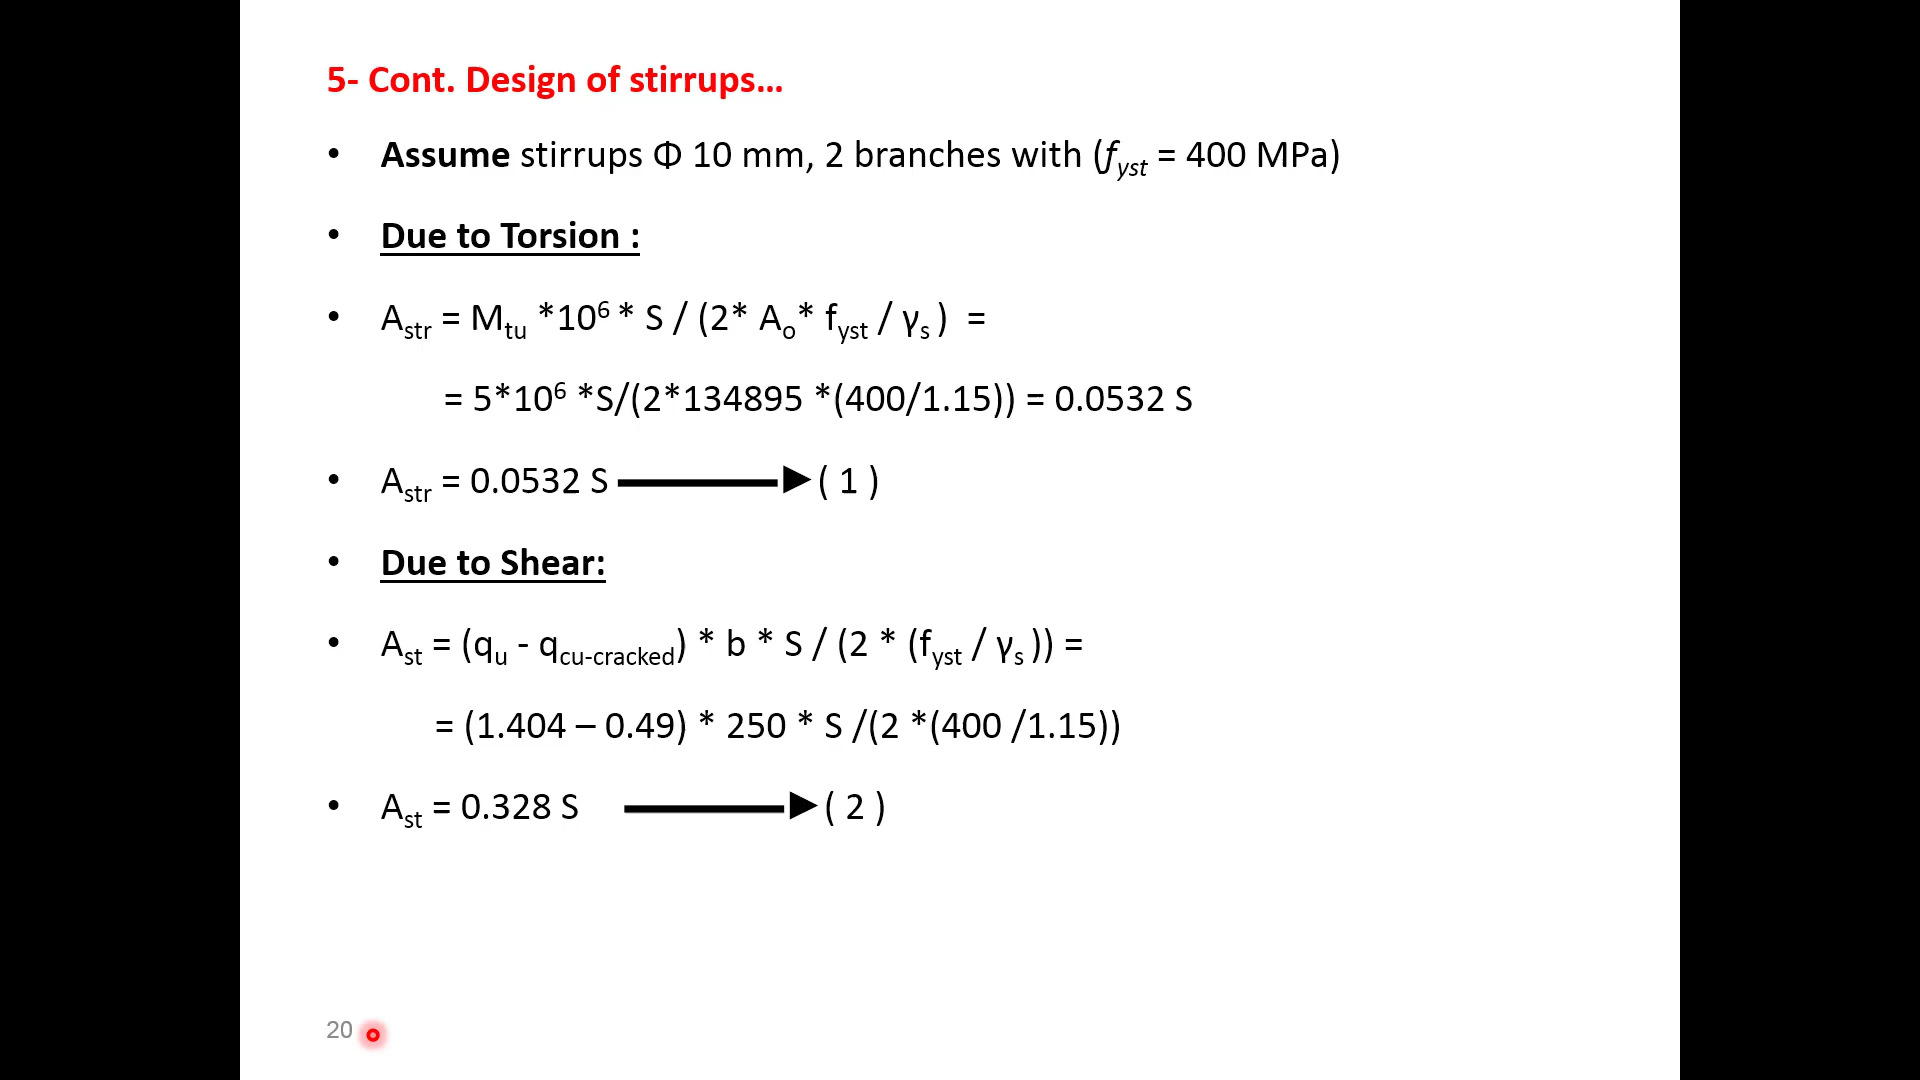 5- Cont. Design of stirrups...
• Assume stirrups Φ 10 mm, 2 branches with (fyst = 400 MPa)
• Due to Torsion :
• Astr = Mtu *10⁶ * S / (2* Ao* fyst / γs ) =
= 5*10⁶ *S/(2*134895 *(400/1.15)) = 0.0532 S
• Astr = 0.0532 S ( 1 )
• Due to Shear:
• Ast = (qu - qcu-cracked) * b * S / (2 * (fyst / γs )) =
= (1.404 – 0.49) * 250 * S /(2 *(400 /1.15))
• Ast = 0.328 S ( 2 )
20